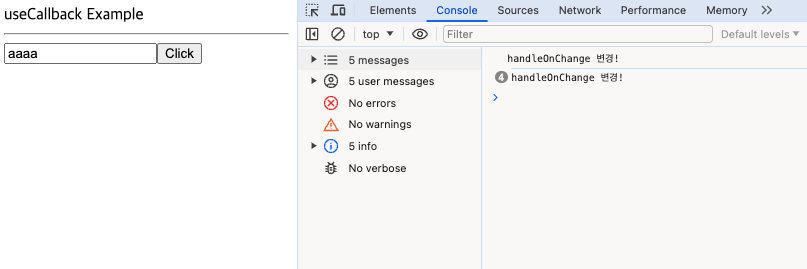 useCallback Example
aaaa Click
Elements Console Sources Network Performance Memory
top Filter Default levels
5 messages
5 user messages
No errors
No warnings
5 info
No verbose
handleOnChange 변경!
4 handleOnChange 변경!